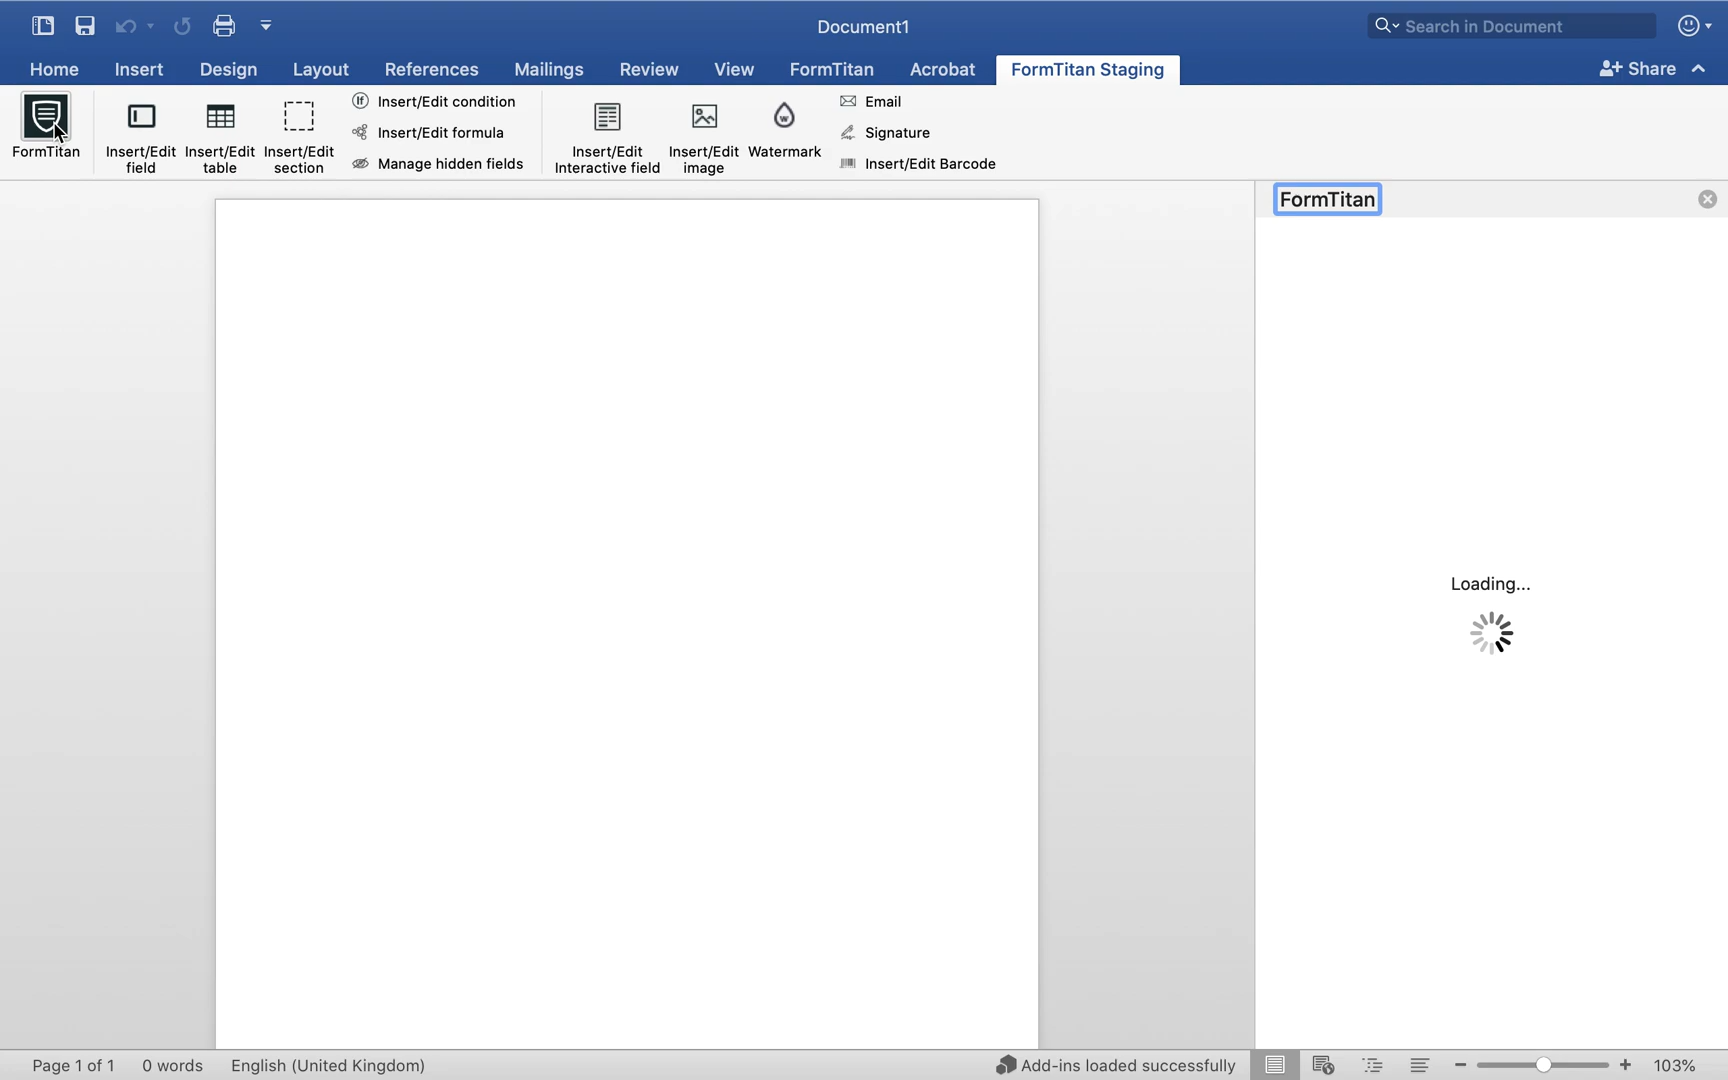 Document1
Search in Document
Home Insert Design Layout References Mailings Review View FormTitan Acrobat FormTitan Staging Share
FormTitan
Insert/Edit
field
Insert/Edit
table
Insert/Edit
section
If Insert/Edit condition
Insert/Edit formula
Manage hidden fields
Insert/Edit
Interactive field
Insert/Edit
image
W
Watermark
Email
Signature
Insert/Edit Barcode
FormTitan
Loading...
Page 1 of 1 0 words English (United Kingdom) Add-ins loaded successfully 103%